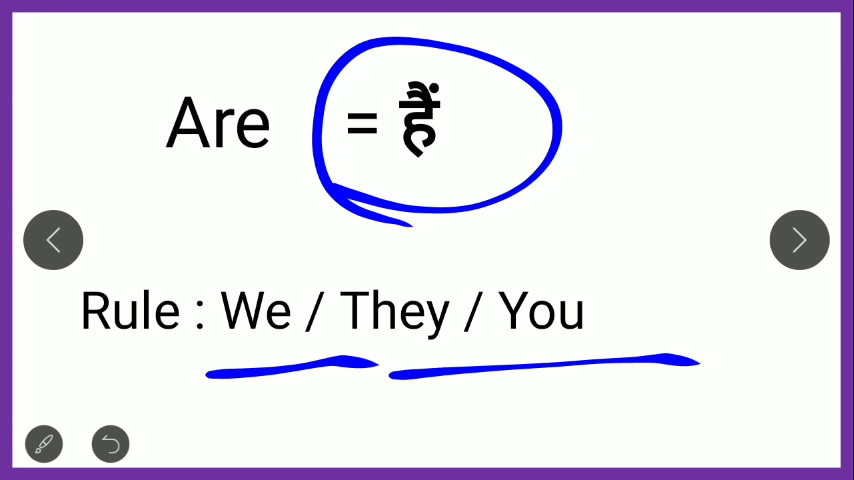 Are = हैं
Rule : We / They / You